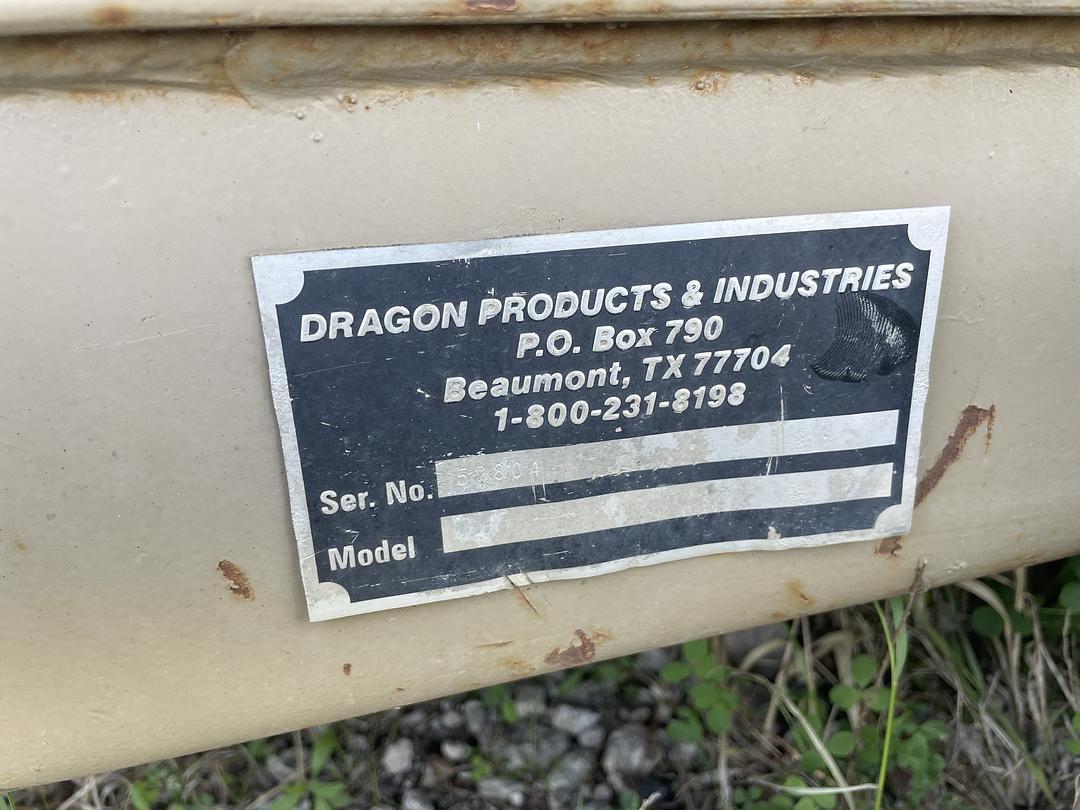 DRAGON PRODUCTS & INDUSTRIES
P.O. Box 790
Beaumont, TX 77704
1-800-231-8198
Ser. No.
Model